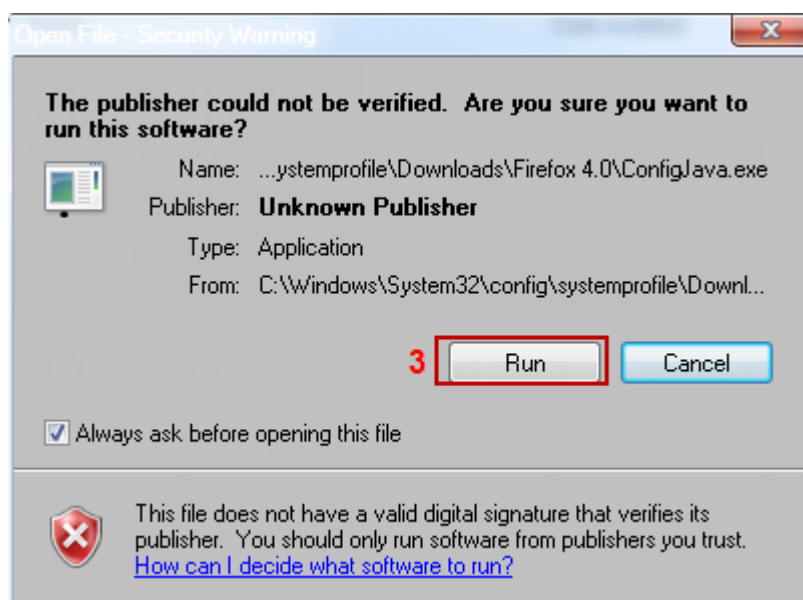 Open File - Security Warning
The publisher could not be verified. Are you sure you want to
run this software?
Name: ...ystemprofile\Downloads\Firefox 4.0\ConfigJava.exe
Publisher: Unknown Publisher
Type: Application
From: C:\Windows\System32\config\systemprofile\Downl...
3 Run Cancel
Always ask before opening this file
This file does not have a valid digital signature that verifies its
publisher. You should only run software from publishers you trust.
How can I decide what software to run?